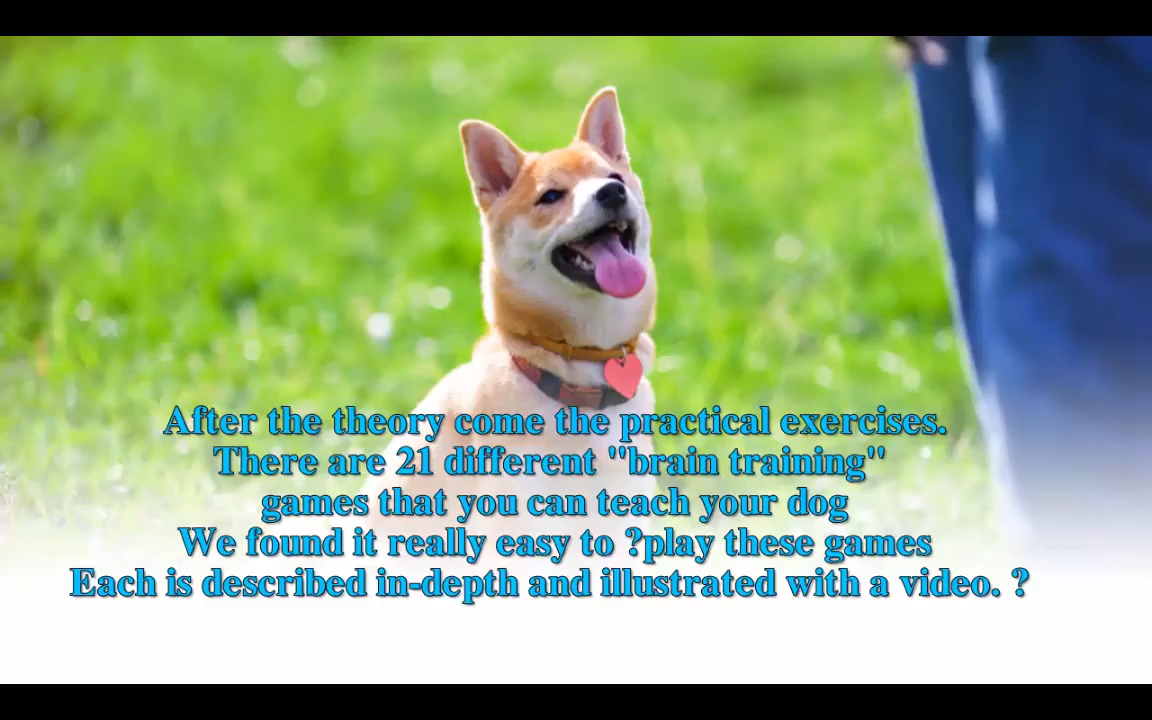 After the theory come the practical exercises.
There are 21 different "brain training"
games that you can teach your dog
We found it really easy to ?play these games
Each is described in-depth and illustrated with a video. ?